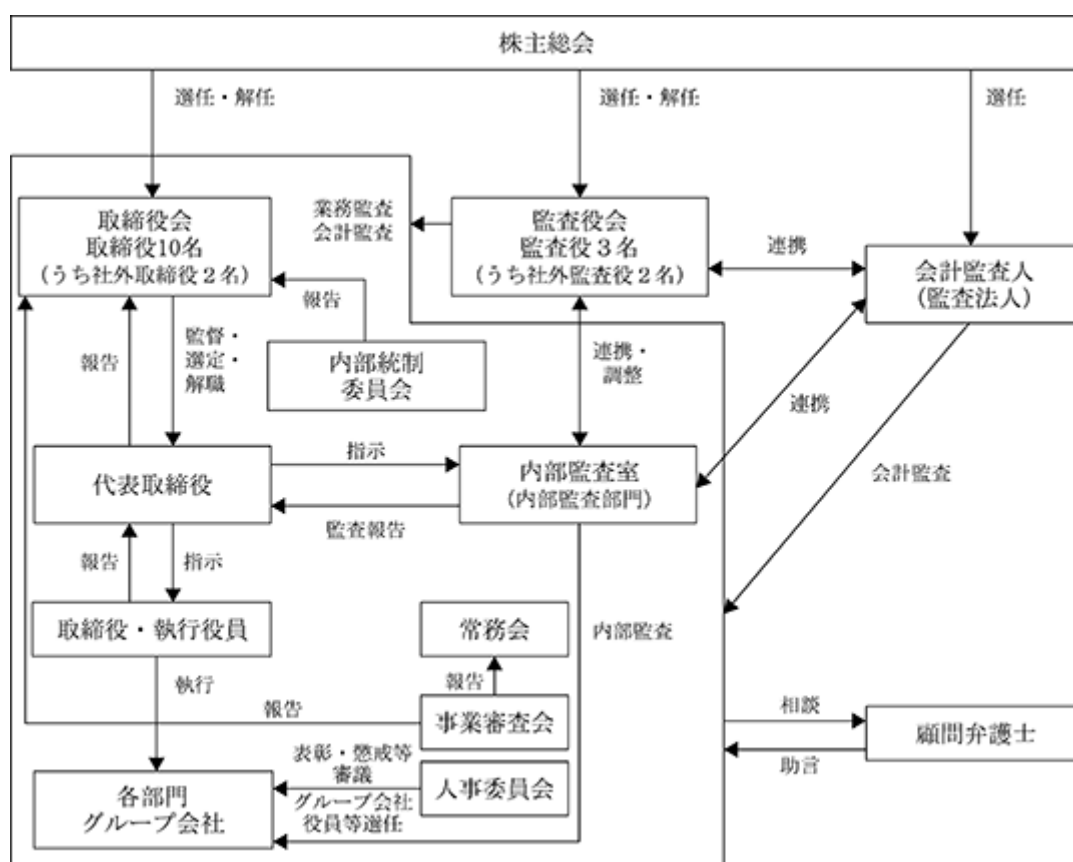 株主総会
選任・解任
選任・解任
選任
取締役会
取締役10名
(うち社外取締役2名)
業務監査
会計監査
監査役会
監査役3名
(うち社外監査役2名)
連携
会計監査人
(監査法人)
報告
報告
監督・
選定・
解職
内部統制
委員会
連携・
調整
連携
代表取締役
指示
内部監査室
(内部監査部門)
会計監査
監査報告
報告
指示
取締役・執行役員
常務会
内部監査
執行
報告
報告
事業審査会
相談
顧問弁護士
助言
表彰・懲戒等
審議
人事委員会
各部門
グループ会社
グループ会社
役員等選任